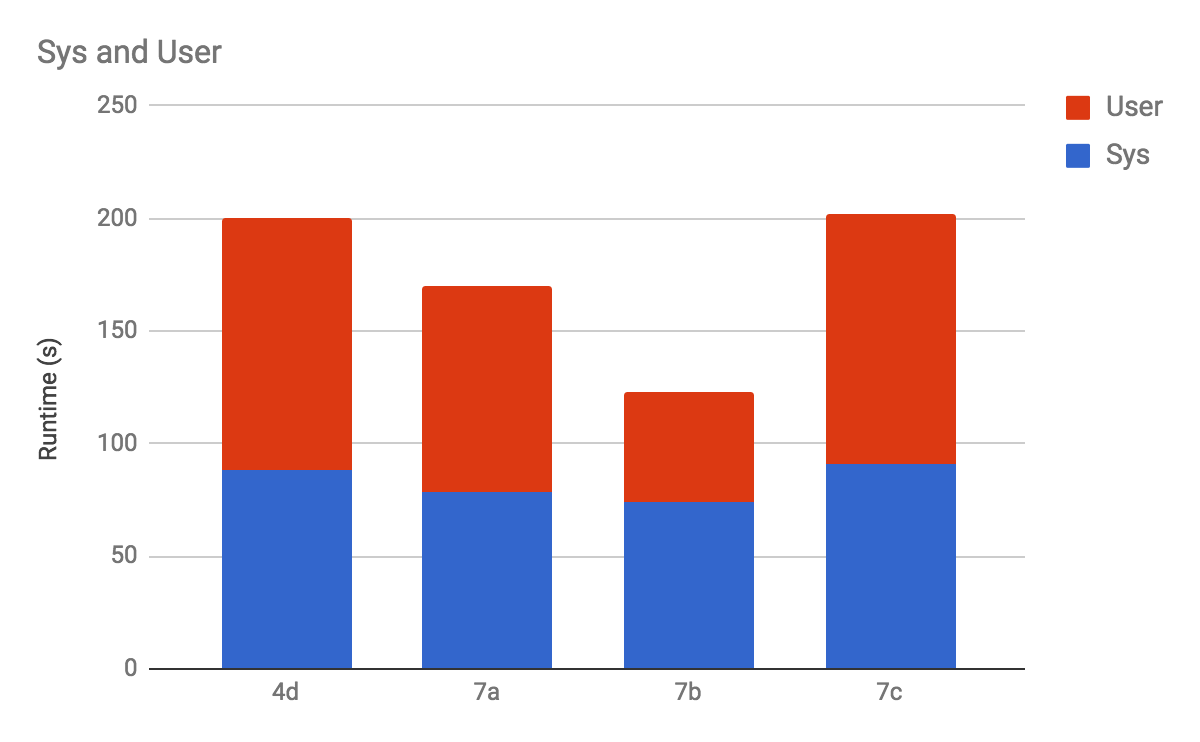 Sys and User
User
Sys
250
200
150
100
50
0
Runtime (s)
4d
7a
7b
7c